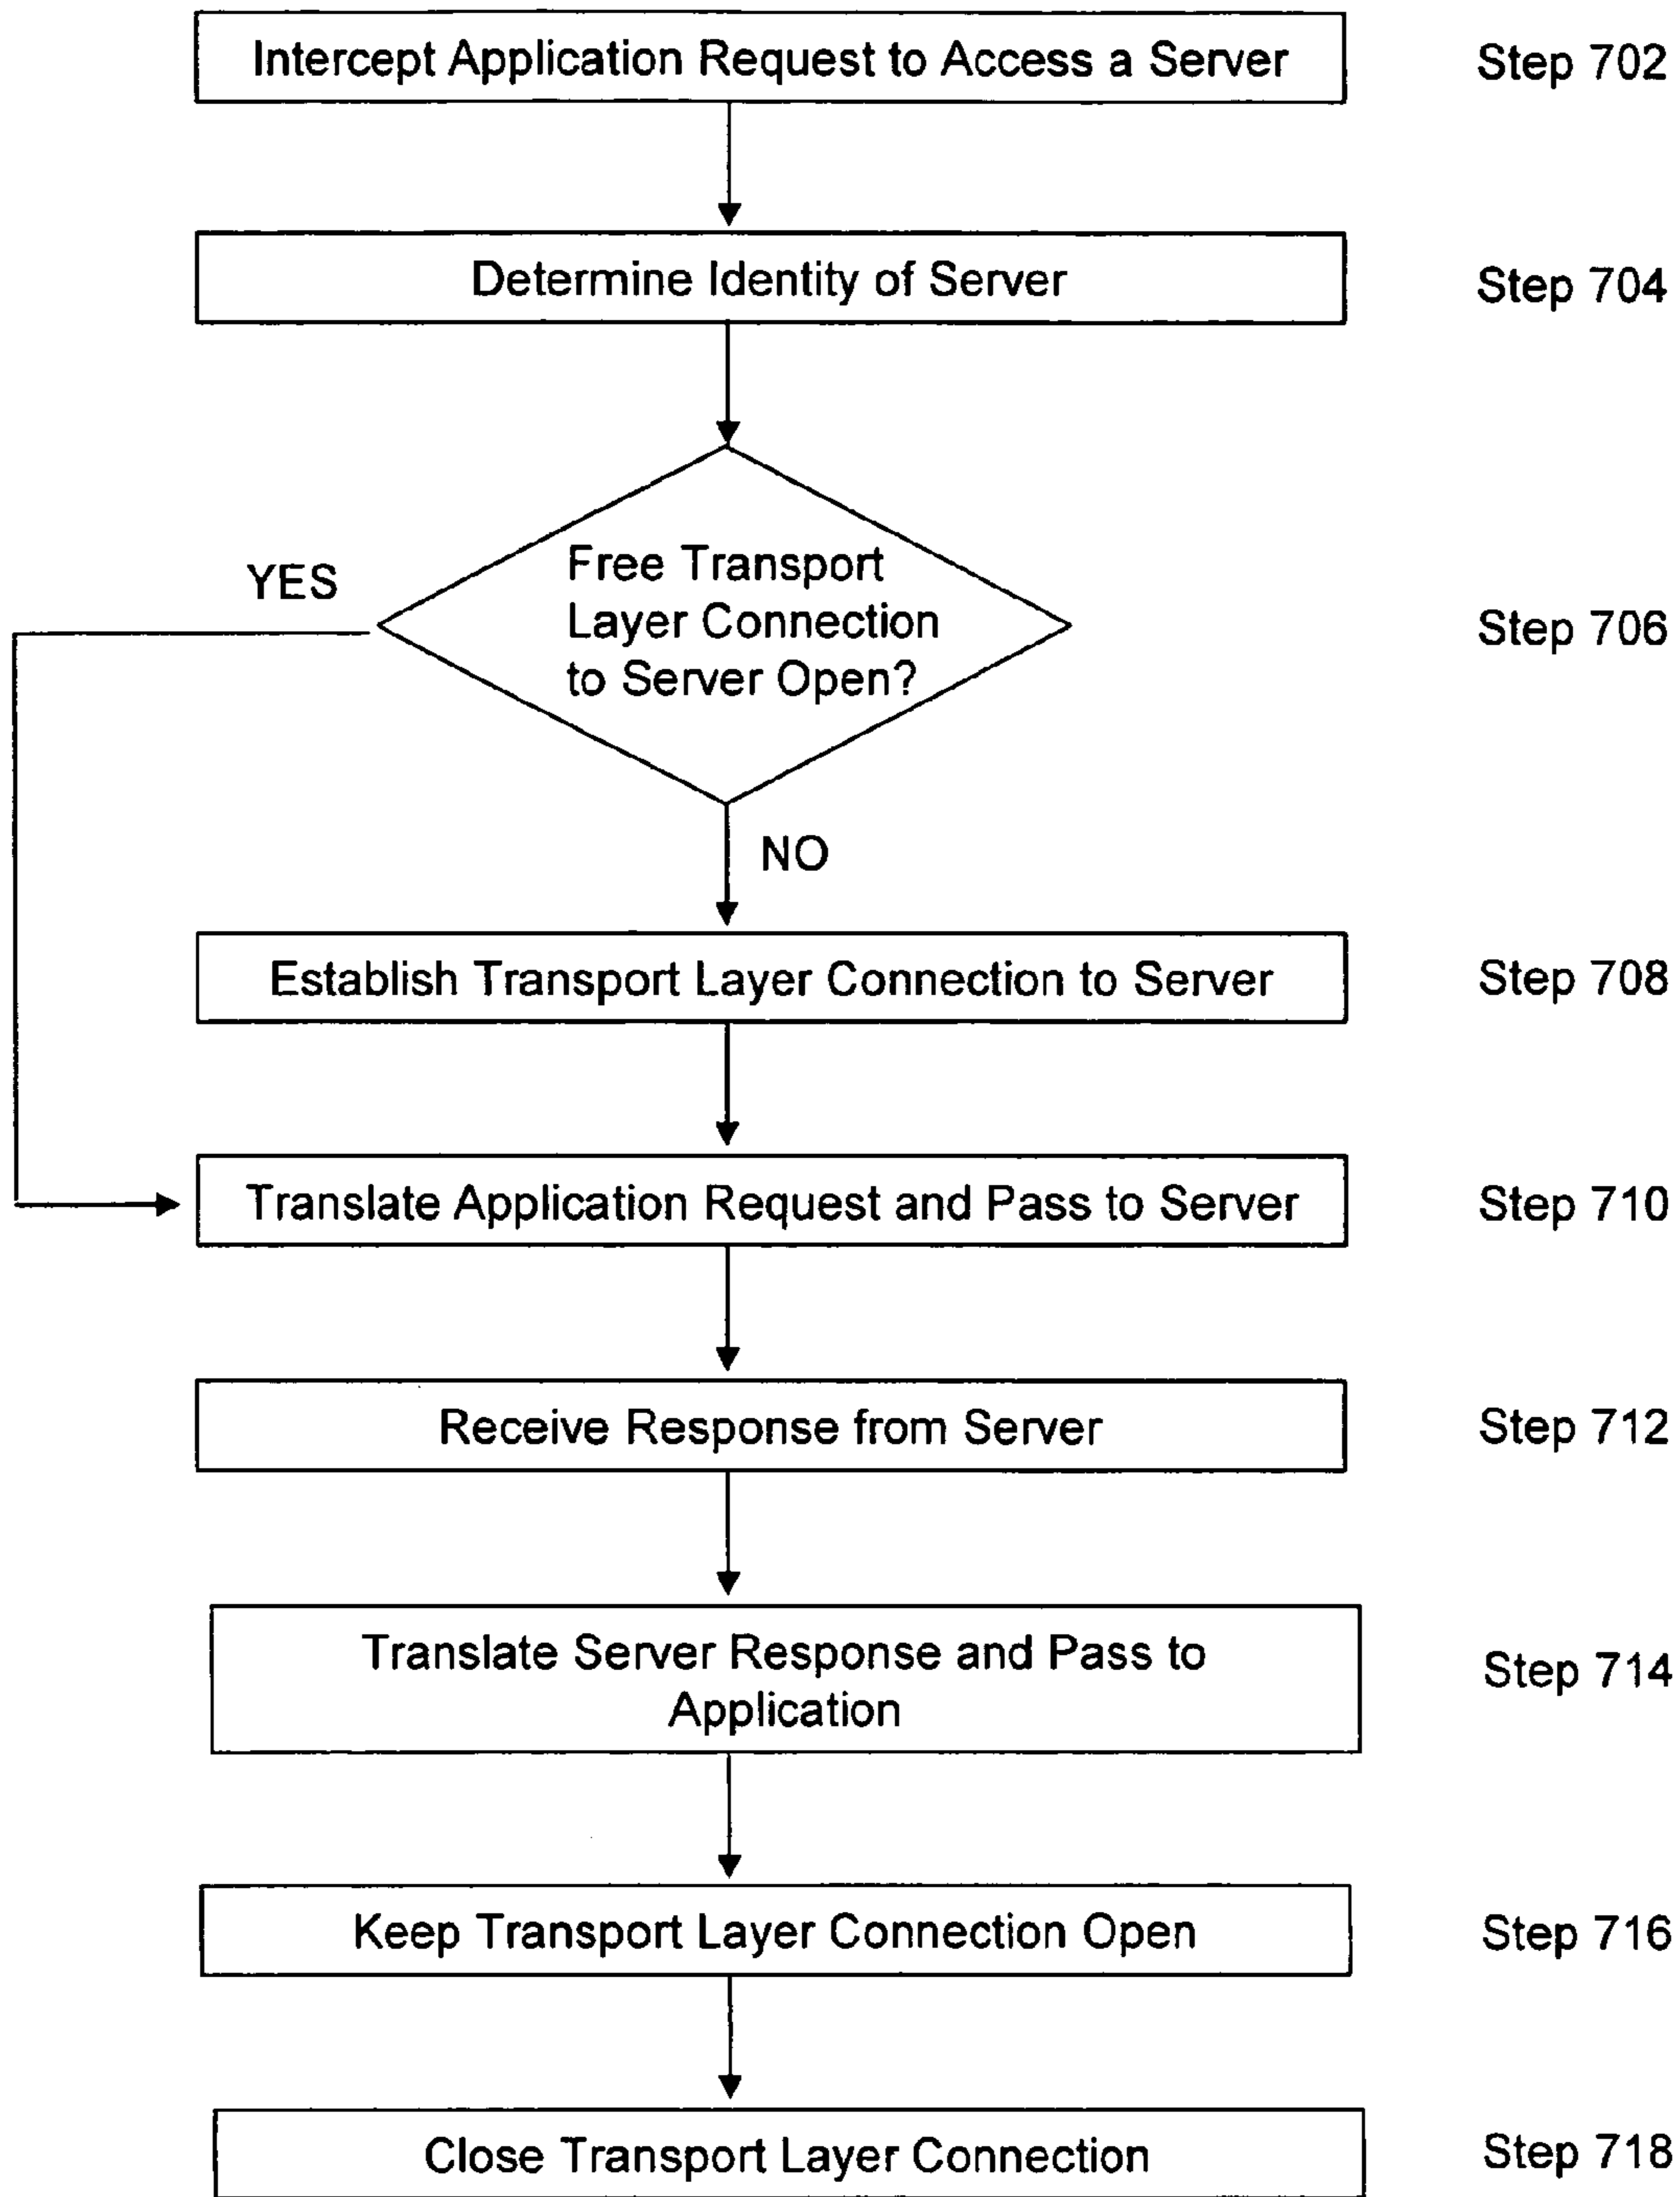 Intercept Application Request to Access a Server
Step 702
Determine Identity of Server
Step 704
YES
Free Transport
Layer Connection
to Server Open?
Step 706
NO
Establish Transport Layer Connection to Server
Step 708
Translate Application Request and Pass to Server
Step 710
Receive Response from Server
Step 712
Translate Server Response and Pass to
Application
Step 714
Keep Transport Layer Connection Open
Step 716
Close Transport Layer Connection
Step 718